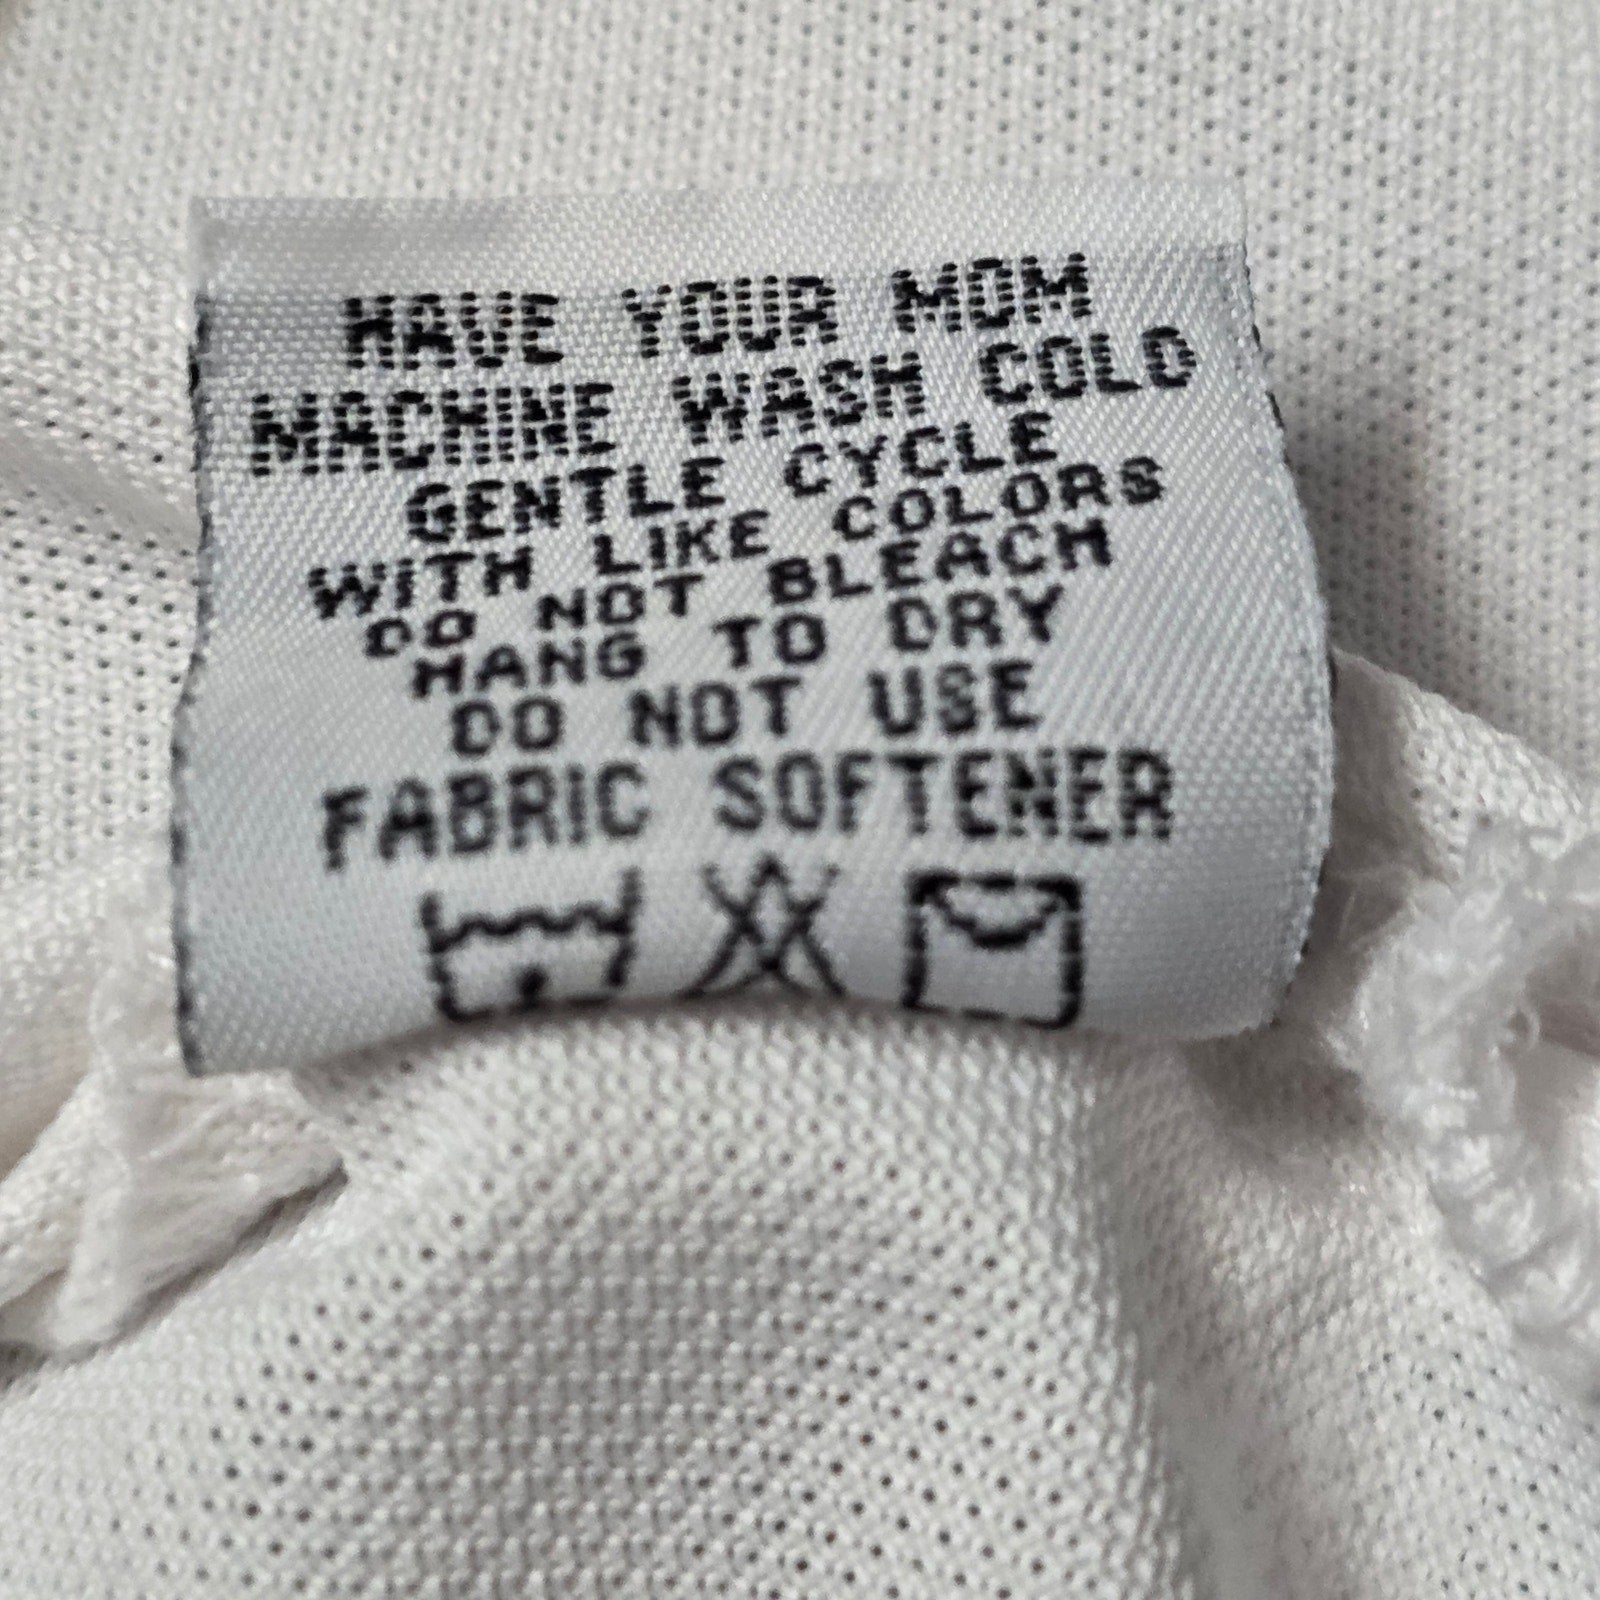 HAVE YOUR MOM
MACHINE WASH COLD
GENTLE CYCLE
WITH LIKE COLORS
DO NOT BLEACH
HANG TO DRY
DO NOT USE
FABRIC SOFTENER